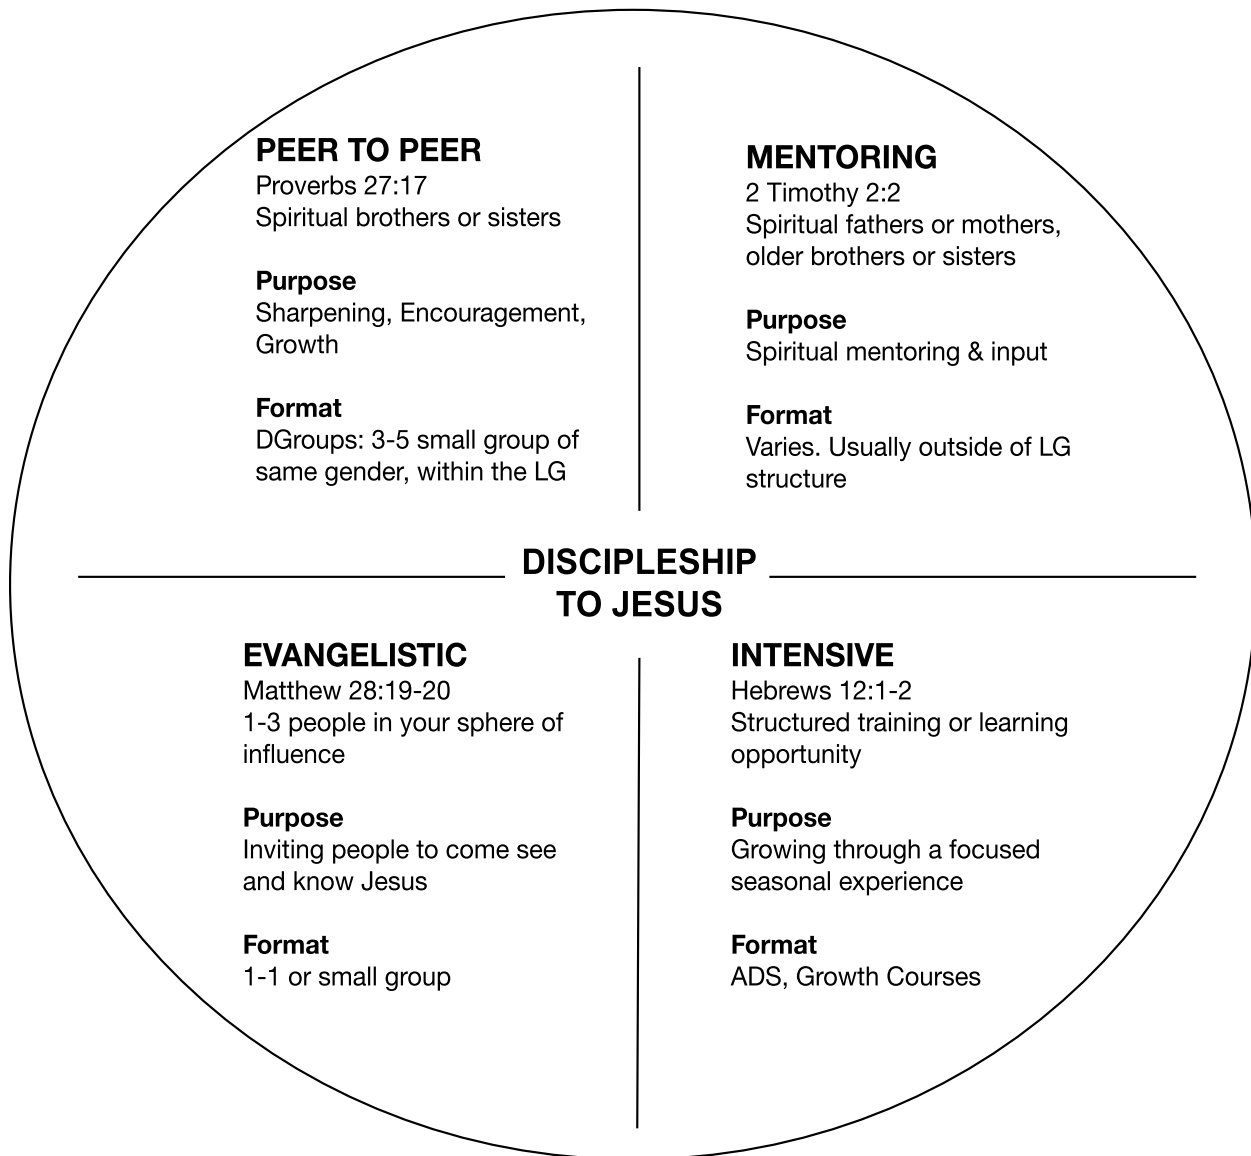 PEER TO PEER
Proverbs 27:17
Spiritual brothers or sisters
Purpose
Sharpening, Encouragement,
Growth
Format
DGroups: 3-5 small group of
same gender, within the LG
MENTORING
2 Timothy 2:2
Spiritual fathers or mothers,
older brothers or sisters
Purpose
Spiritual mentoring & input
Format
Varies. Usually outside of LG
structure
DISCIPLESHIP
TO JESUS
EVANGELISTIC
Matthew 28:19-20
1-3 people in your sphere of
influence
Purpose
Inviting people to come see
and know Jesus
Format
1-1 or small group
INTENSIVE
Hebrews 12:1-2
Structured training or learning
opportunity
Purpose
Growing through a focused
seasonal experience
Format
ADS, Growth Courses